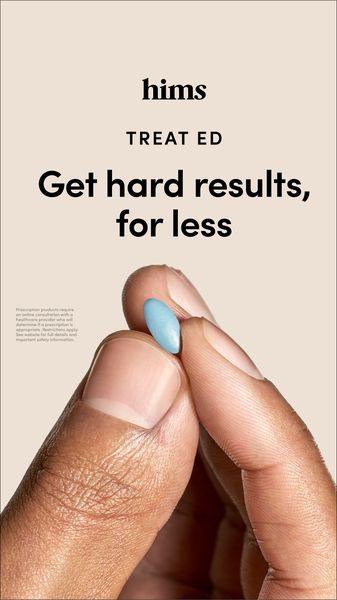 hims
TREAT ED
Get hard results,
for less
Prescription products require
an online consultation with a
healthcare provider who will
determine if a prescription is
appropriate. Restrictions apply.
See website for full details and
important safety information.